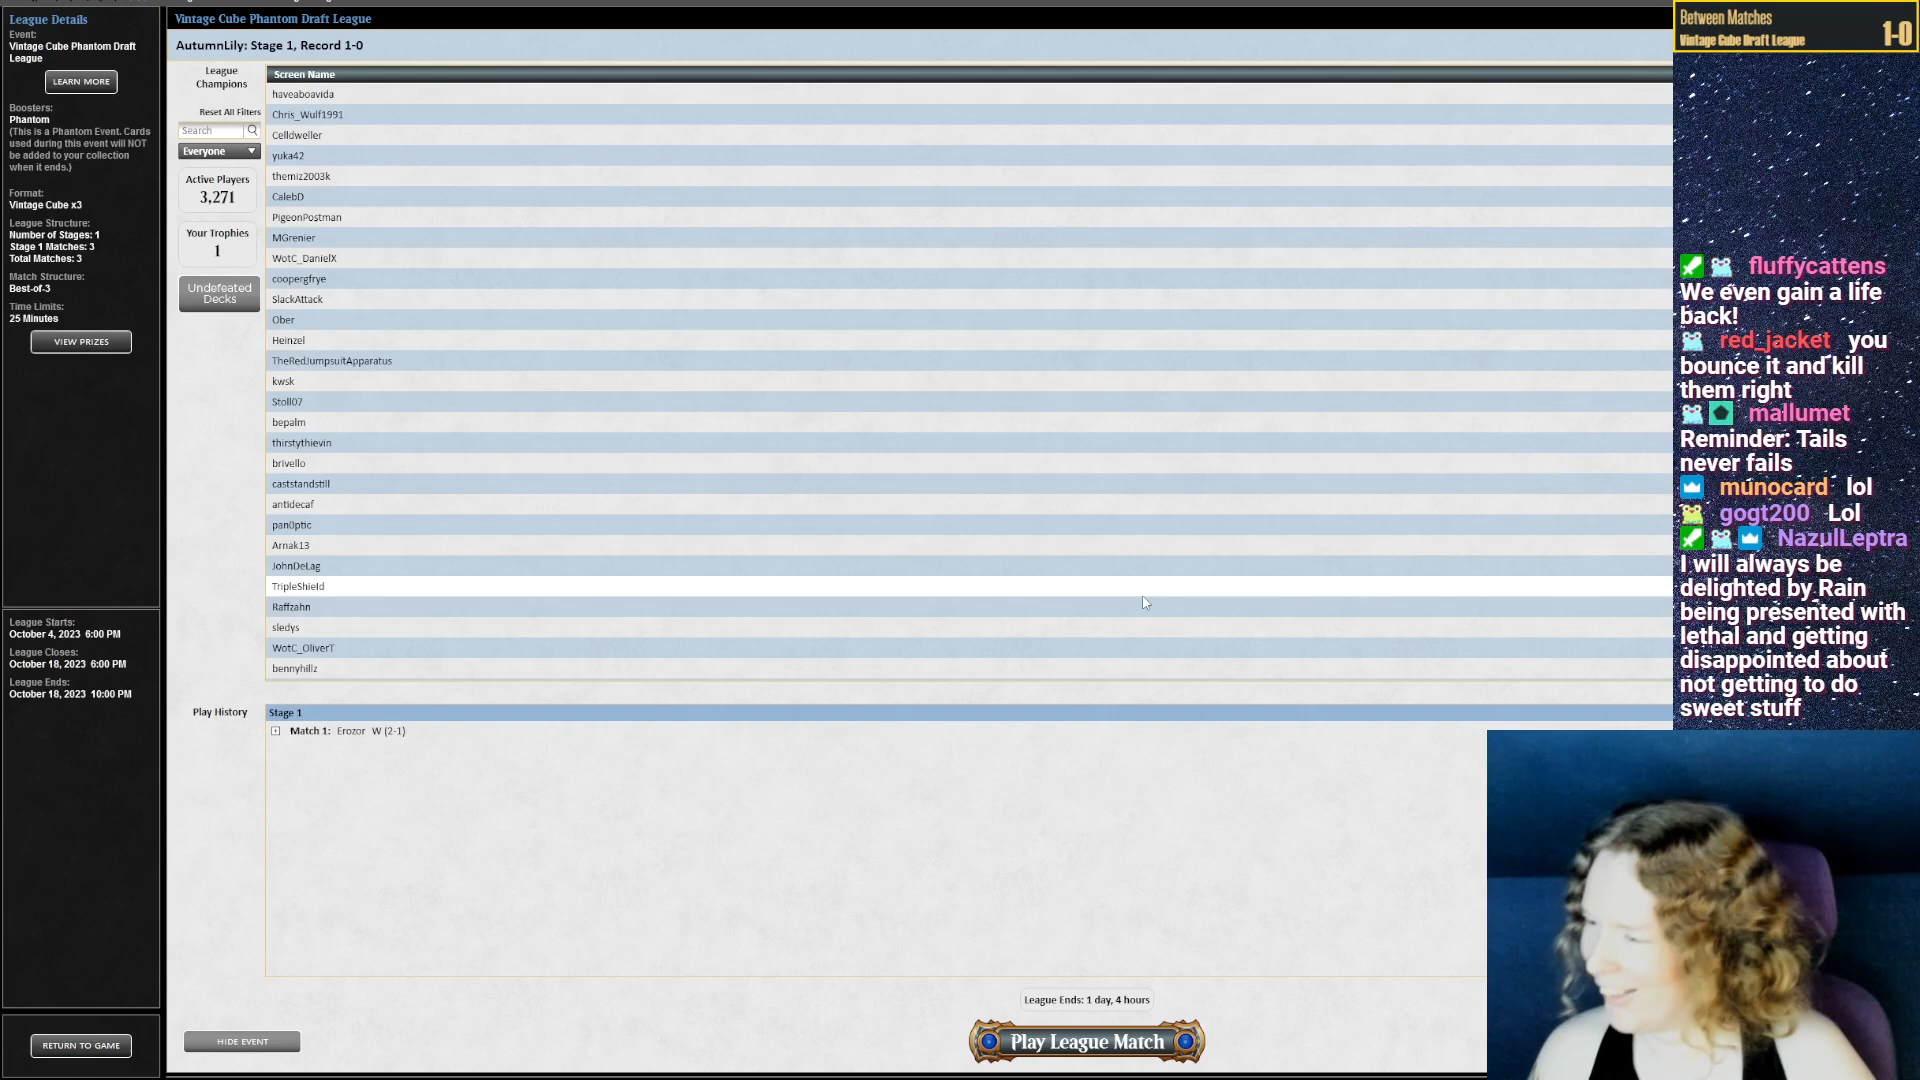 League Details
Event:
Vintage Cube Phantom Draft
League
LEARN MORE
Boosters:
Phantom
(This is a Phantom Event. Cards
used during this event will NOT
be added to your collection
when it ends.)
Format:
Vintage Cube x3
League Structure:
Number of Stages: 1
Stage 1 Matches: 3
Total Matches: 3
Match Structure:
Best-of-3
Time Limits:
25 Minutes
VIEW PRIZES
League Starts:
October 4, 2023 6:00 PM
League Closes:
October 18, 2023 6:00 PM
League Ends:
October 18, 2023 10:00 PM
RETURN TO GAME
Vintage Cube Phantom Draft League
AutumnLily: Stage 1, Record 1-0
League
Champions
Reset All Filters
Search
Everyone
Active Players
3,271
Your Trophies
1
Undefeated
Decks
Screen Name
haveaboavida
Chris_Wulf1991
Celldweller
yuka42
themiz2003k
CalebD
PigeonPostman
MGrenier
WotC_DanielX
coopergfrye
SlackAttack
Ober
Heinzel
TheRedJumpsuitApparatus
kwsk
Stoll07
bepalm
thirstythievin
brivello
caststandstill
antidecaf
pan0ptic
Arnak13
JohnDeLag
TripleShield
Raffzahn
sledys
WotC_OliverT
bennyhillz
Play History
Stage 1
Match 1: Erozor W (2-1)
League Ends: 1 day, 4 hours
HIDE EVENT
Play League Match
Between Matches
Vintage Cube Draft League
1-0
fluffycattens
We even gain a life
back!
red_jacket you
bounce it and kill
them right
mallumet
Reminder: Tails
never fails
munocard lol
gogt200 Lol
NazulLeptra
I will always be
delighted by Rain
being presented with
lethal and getting
disappointed about
not getting to do
sweet stuff